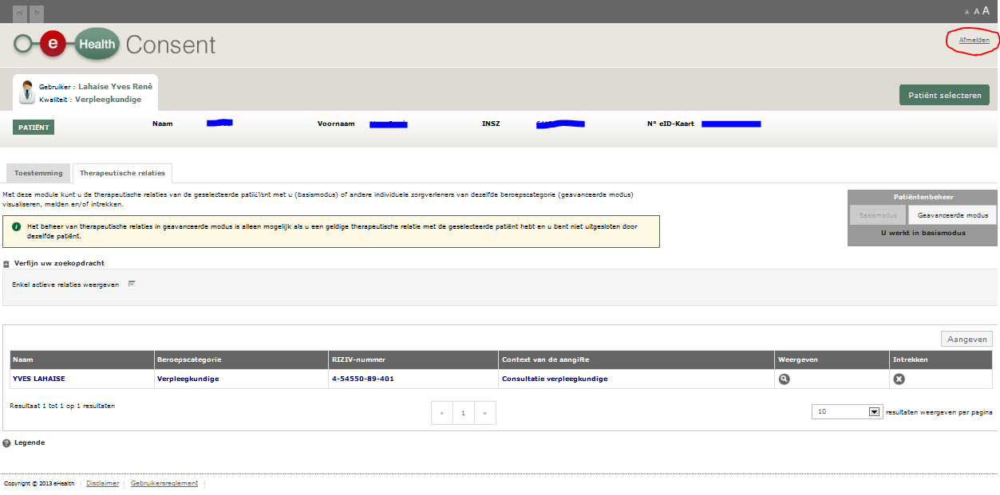 nl fr
A A A
e Health Consent
Afmelden
Gebruiker : Lahaise Yves René
Kwaliteit : Verpleegkundige
Patiënt selecteren
PATIËNT Naam Voornaam INSZ N° eID-Kaart
Toestemming Therapeutische relaties
Met deze module kunt u de therapeutische relaties van de geselecteerde patiï¿½nt met u (basismodus) of andere individuele zorgverleners van dezelfde beroepscategorie (geavanceerde modus)
visualiseren, melden en/of intrekken.
Patiëntenbeheer
Basismodus Geavanceerde modus
U werkt in basismodus
Het beheer van therapeutische relaties in geavanceerde modus is alleen mogelijk als u een geldige therapeutische relatie met de geselecteerde patiënt hebt en u bent niet uitgesloten door
dezelfde patiënt.
Verfijn uw zoekopdracht
Enkel actieve relaties weergeven
Aangeven
Naam Beroepscategorie RIZIV-nummer Context van de aangifte Weergeven Intrekken
YVES LAHAISE Verpleegkundige 4-54550-89-401 Consultatie verpleegkundige
Resultaat 1 tot 1 op 1 resultaten « 1 » 10 resultaten weergeven per pagina
Legende
Copyright © 2013 eHealth Disclaimer Gebruikersreglement